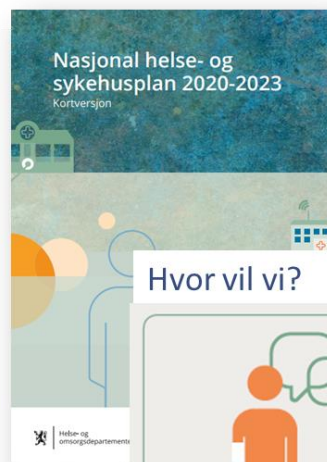 Nasjonal helse- og
sykehusplan 2020-2023
Kortversjon
Hvor vil vi?
Helse- og
omsorgsdepartemente